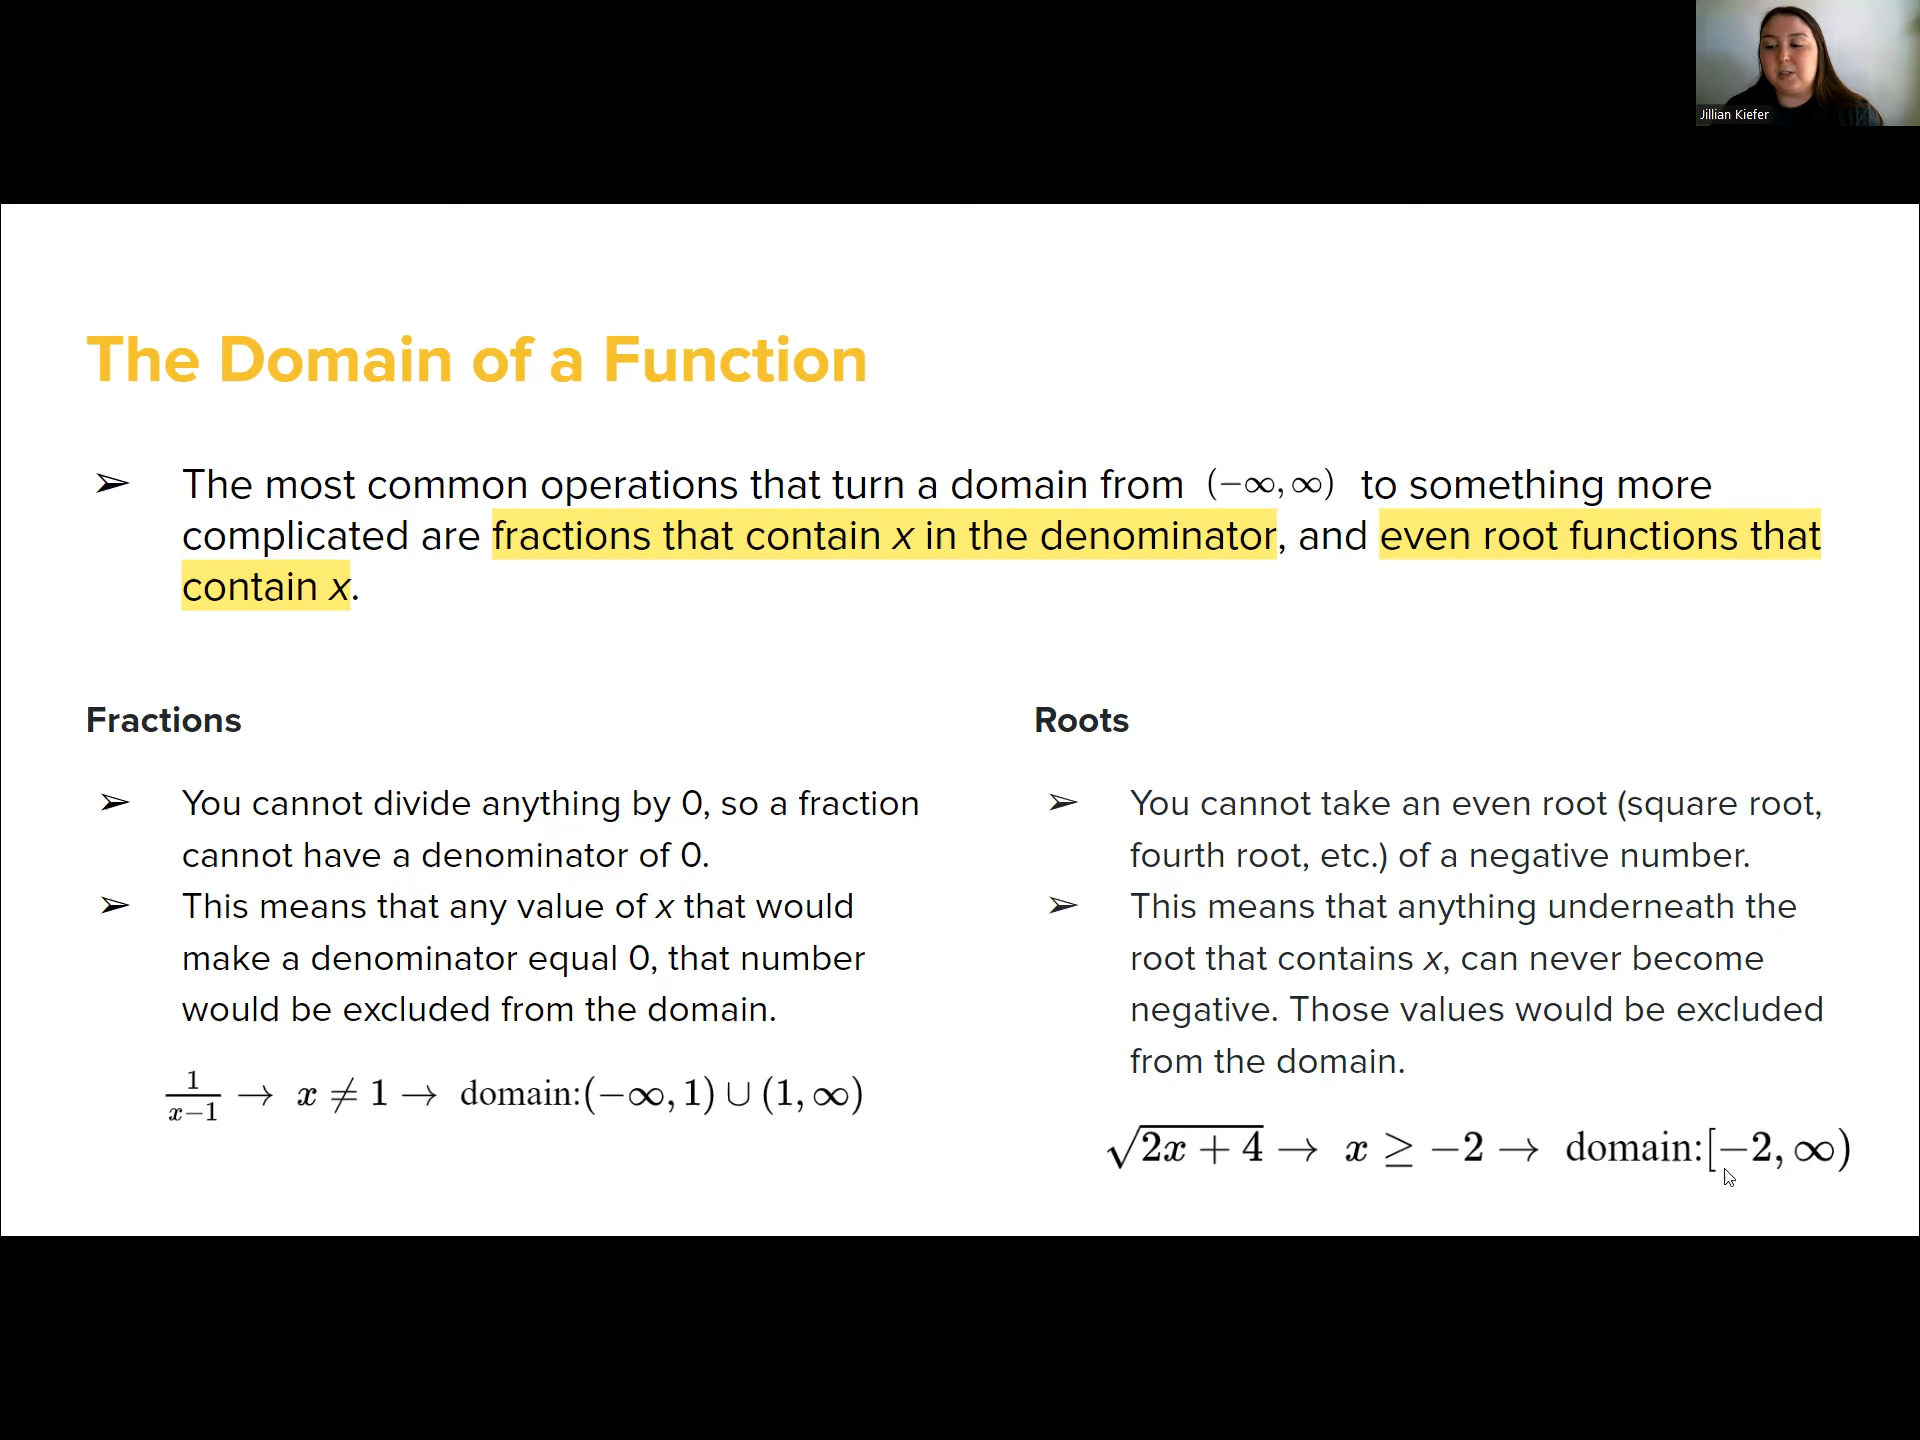 Jillian Kiefer
The Domain of a Function
➢ The most common operations that turn a domain from (−∞, ∞) to something more
complicated are fractions that contain x in the denominator, and even root functions that
contain x.
Fractions
➢ You cannot divide anything by 0, so a fraction
cannot have a denominator of 0.
➢ This means that any value of x that would
make a denominator equal 0, that number
would be excluded from the domain.
1/(x−1) → x ≠ 1 → domain:(−∞, 1) ∪ (1, ∞)
Roots
➢ You cannot take an even root (square root,
fourth root, etc.) of a negative number.
➢ This means that anything underneath the
root that contains x, can never become
negative. Those values would be excluded
from the domain.
√(2x + 4) → x ≥ −2 → domain:[−2, ∞)